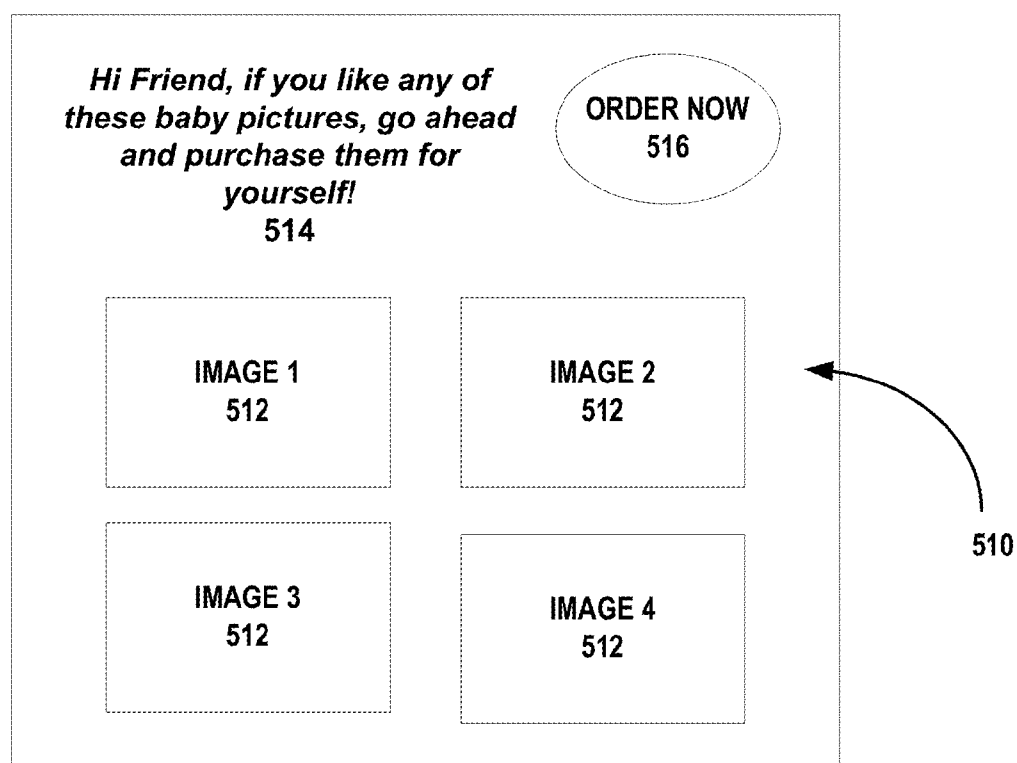 Hi Friend, if you like any of
these baby pictures, go ahead
and purchase them for
yourself!
514
ORDER NOW
516
IMAGE 1
512
IMAGE 2
512
IMAGE 3
512
IMAGE 4
512
510